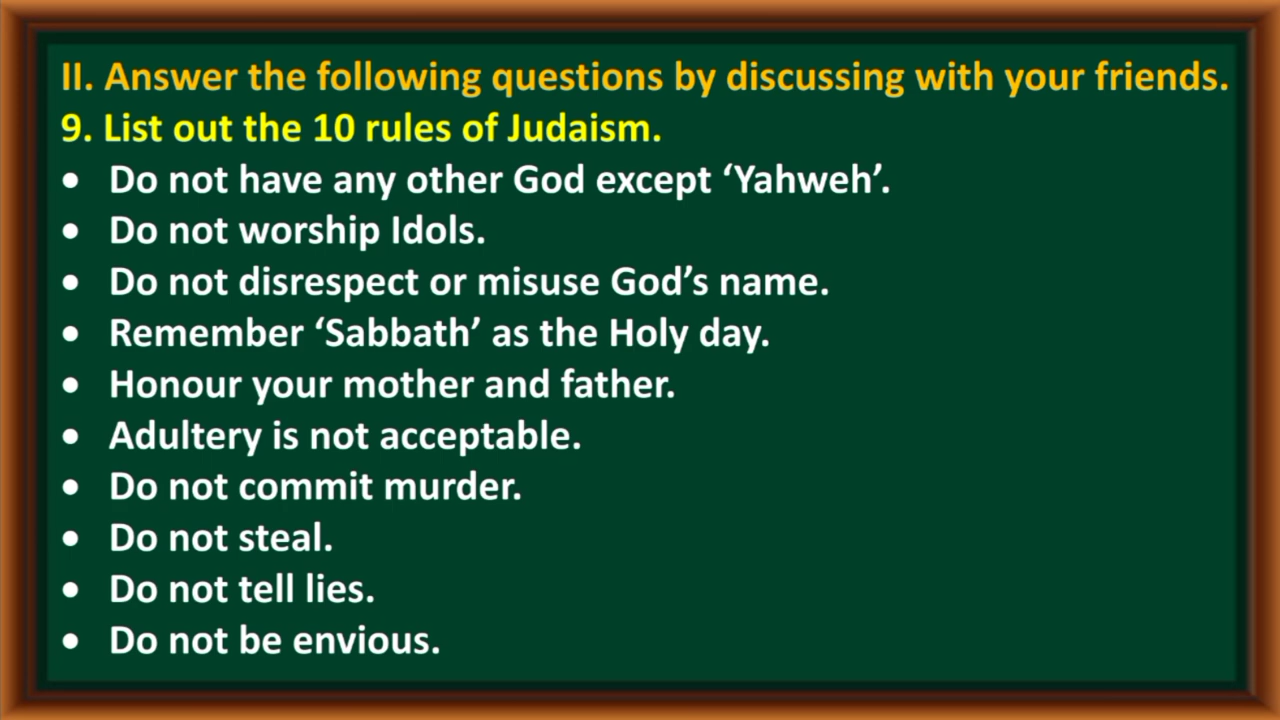 II. Answer the following questions by discussing with your friends.
9. List out the 10 rules of Judaism.
• Do not have any other God except ‘Yahweh’.
• Do not worship Idols.
• Do not disrespect or misuse God’s name.
• Remember ‘Sabbath’ as the Holy day.
• Honour your mother and father.
• Adultery is not acceptable.
• Do not commit murder.
• Do not steal.
• Do not tell lies.
• Do not be envious.